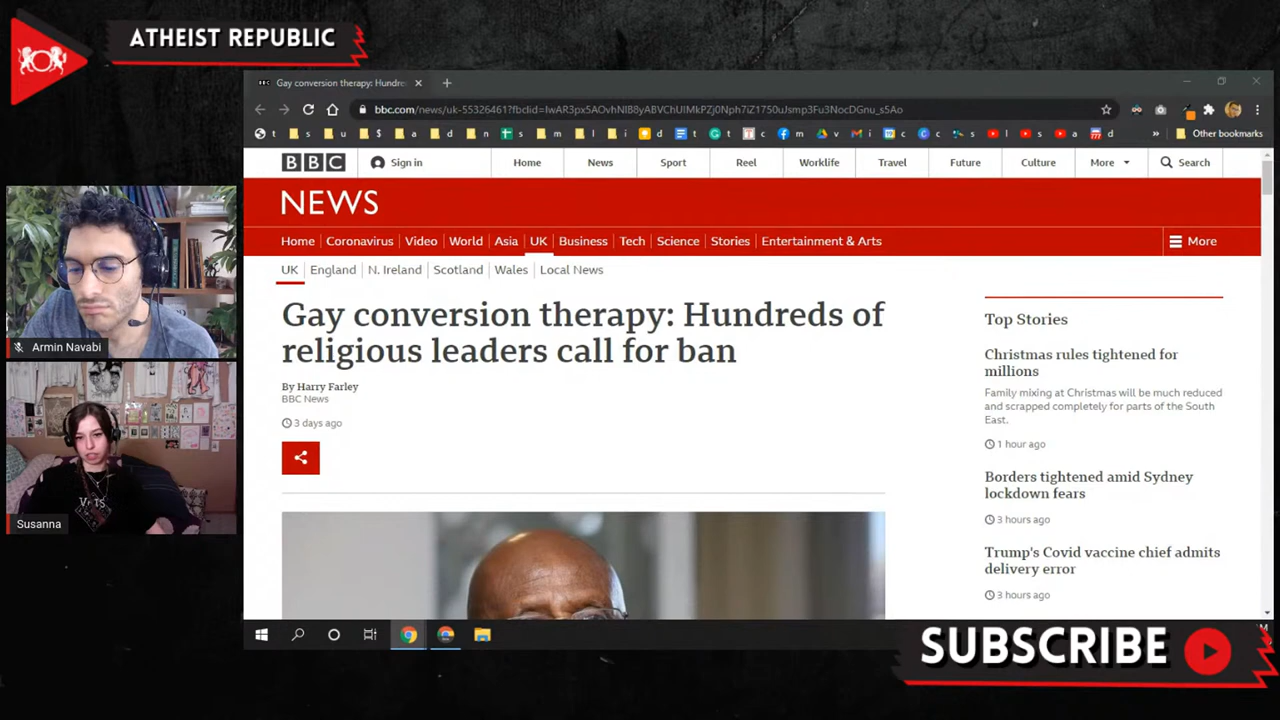 ATHEIST REPUBLIC
Gay conversion therapy: Hundre
bbc.com/news/uk-55326461?fbclid=IwAR3px5AOvhNlB8yABVChUIMkPZj0Nph7iZ1750uJsmp3Fu3NocDGnu_s5Ao
t s u $ a d n s m l i d t t c m v i c c s l s a d » Other bookmarks
BBC Sign in Home News Sport Reel Worklife Travel Future Culture More Search
NEWS
Home Coronavirus Video World Asia UK Business Tech Science Stories Entertainment & Arts More
UK England N. Ireland Scotland Wales Local News
Gay conversion therapy: Hundreds of
religious leaders call for ban
By Harry Farley
BBC News
3 days ago
Top Stories
Christmas rules tightened for
millions
Family mixing at Christmas will be much reduced
and scrapped completely for parts of the South
East.
1 hour ago
Borders tightened amid Sydney
lockdown fears
3 hours ago
Trump's Covid vaccine chief admits
delivery error
3 hours ago
Armin Navabi
Susanna
SUBSCRIBE